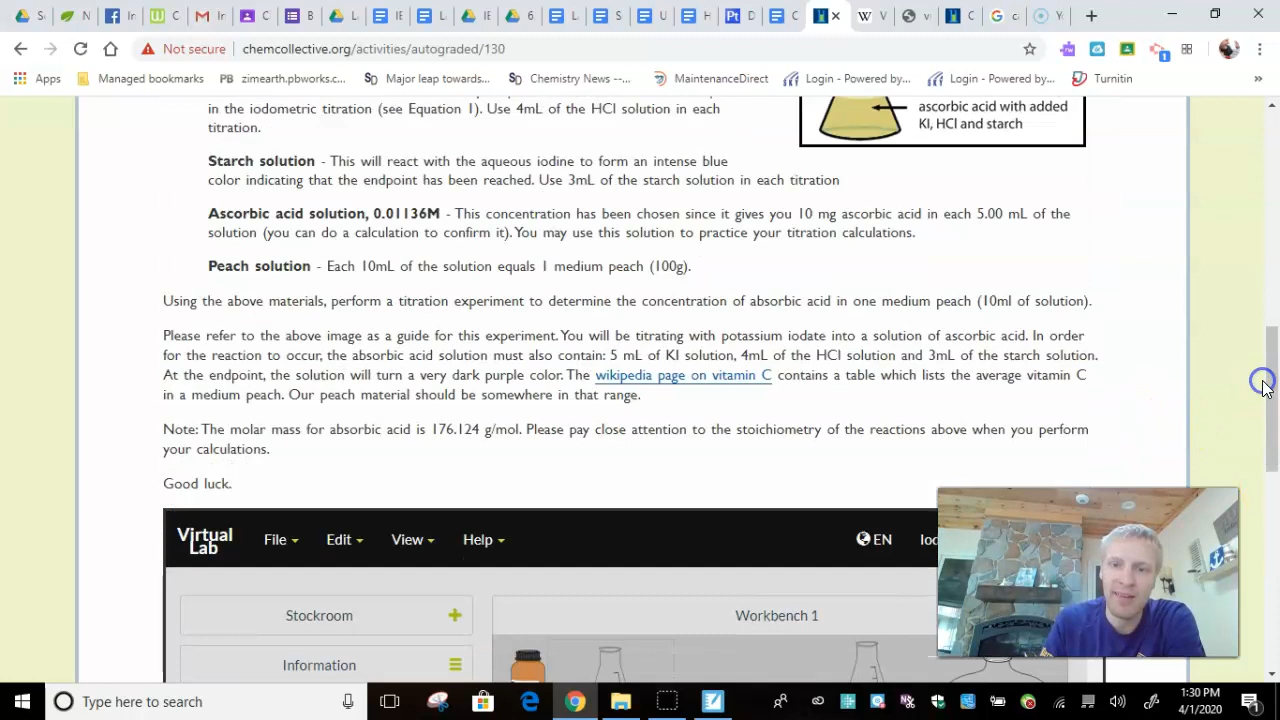 S
N
W
In
In
B
L
IE
L
L
IE
6
L
S
U
H
D
C
W V
v
C
c
Y
Not secure
chemcollective.org/activities/autograded/130
1
Apps
Managed bookmarks
PB zimearth.pbworks.c...
Major leap towards...
Chemistry News -...
MaintenanceDirect
Login - Powered by...
Login - Powered by...
Turnitin
»
in the iodometric titration (see Equation 1). Use 4mL of the HCl solution in each
titration.
ascorbic acid with added
KI, HCl and starch
Starch solution - This will react with the aqueous iodine to form an intense blue
color indicating that the endpoint has been reached. Use 3mL of the starch solution in each titration
Ascorbic acid solution, 0.01136M - This concentration has been chosen since it gives you 10 mg ascorbic acid in each 5.00 mL of the
solution (you can do a calculation to confirm it). You may use this solution to practice your titration calculations.
Peach solution - Each 10mL of the solution equals 1 medium peach (100g).
Using the above materials, perform a titration experiment to determine the concentration of absorbic acid in one medium peach (10ml of solution).
Please refer to the above image as a guide for this experiment. You will be titrating with potassium iodate into a solution of ascorbic acid. In order
for the reaction to occur, the absorbic acid solution must also contain: 5 mL of KI solution, 4mL of the HCl solution and 3mL of the starch solution.
At the endpoint, the solution will turn a very dark purple color. The wikipedia page on vitamin C contains a table which lists the average vitamin C
in a medium peach. Our peach material should be somewhere in that range.
Note: The molar mass for absorbic acid is 176.124 g/mol. Please pay close attention to the stoichiometry of the reactions above when you perform
your calculations.
Good luck.
Virtual
Lab
File
Edit
View
Help
EN
Stockroom
Workbench 1
Information
Type here to search
1:30 PM
4/1/2020